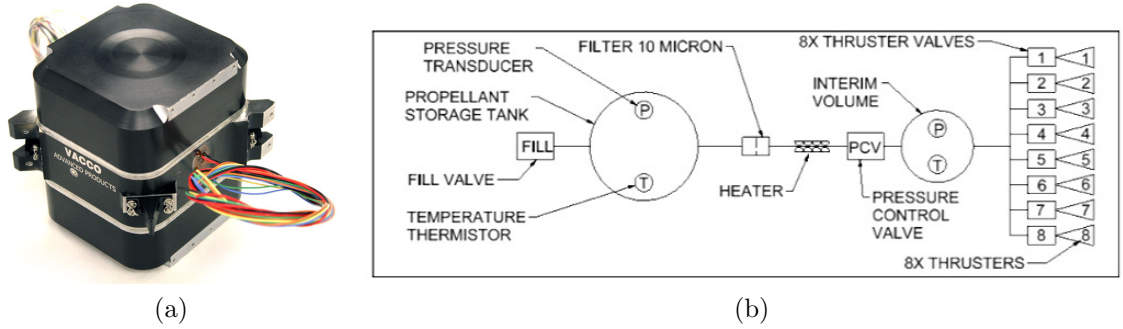 VACCO
ADVANCED PRODUCTS
(a)
PRESSURE
TRANSDUCER
FILTER 10 MICRON
8X THRUSTER VALVES
PROPELLANT
STORAGE TANK
INTERIM
VOLUME
P
P
FILL
PCV
T
T
FILL VALVE
HEATER
TEMPERATURE
THERMISTOR
PRESSURE
CONTROL
VALVE
1 1
2 2
3 3
4 4
5 5
6 6
7 7
8 8
8X THRUSTERS
(b)